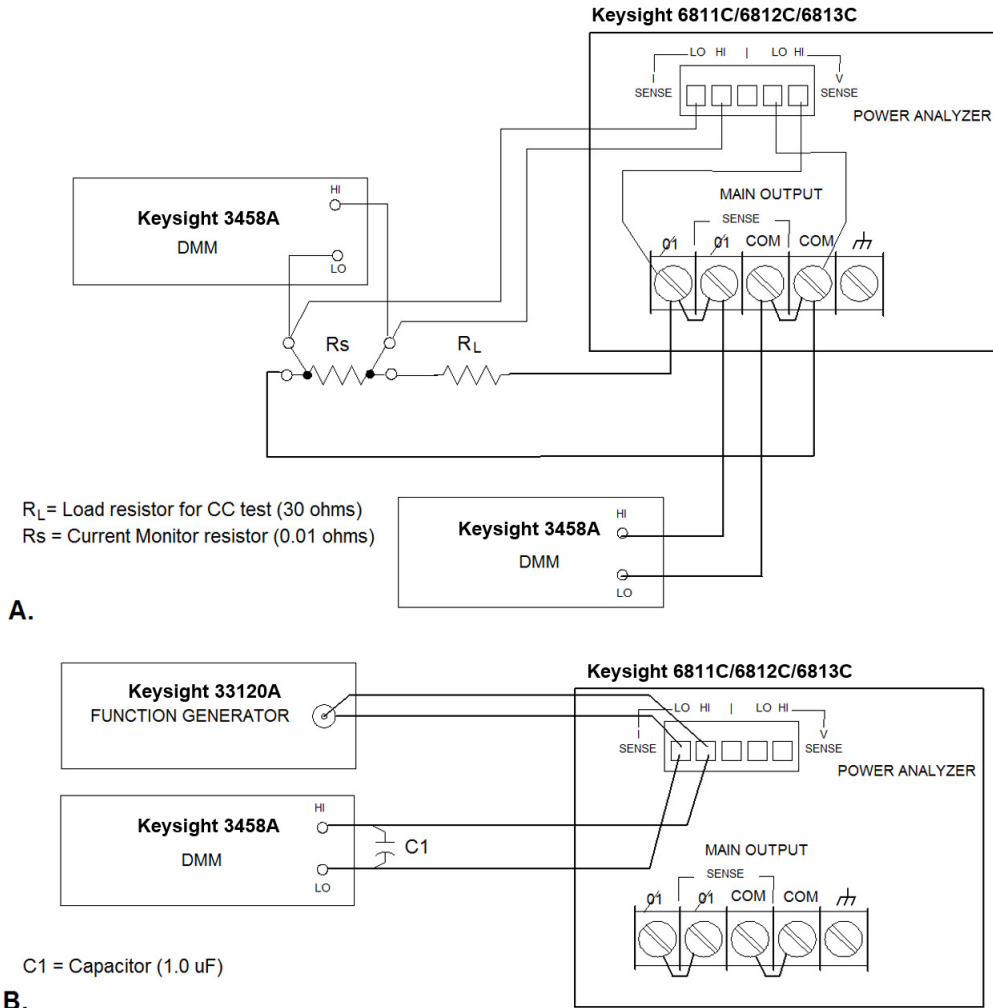 Keysight 6811C/6812C/6813C
LO HI | LO HI
I V
SENSE SENSE
POWER ANALYZER
HI
Keysight 3458A
DMM
LO
MAIN OUTPUT
SENSE
01 01 COM COM
Rs RL
RL = Load resistor for CC test (30 ohms)
Rs = Current Monitor resistor (0.01 ohms)
HI
Keysight 3458A
DMM
LO
A.
Keysight 6811C/6812C/6813C
Keysight 33120A
FUNCTION GENERATOR
LO HI | LO HI
I V
SENSE SENSE
POWER ANALYZER
HI
Keysight 3458A
DMM
C1
LO
MAIN OUTPUT
SENSE
01 01 COM COM
C1 = Capacitor (1.0 uF)
B.